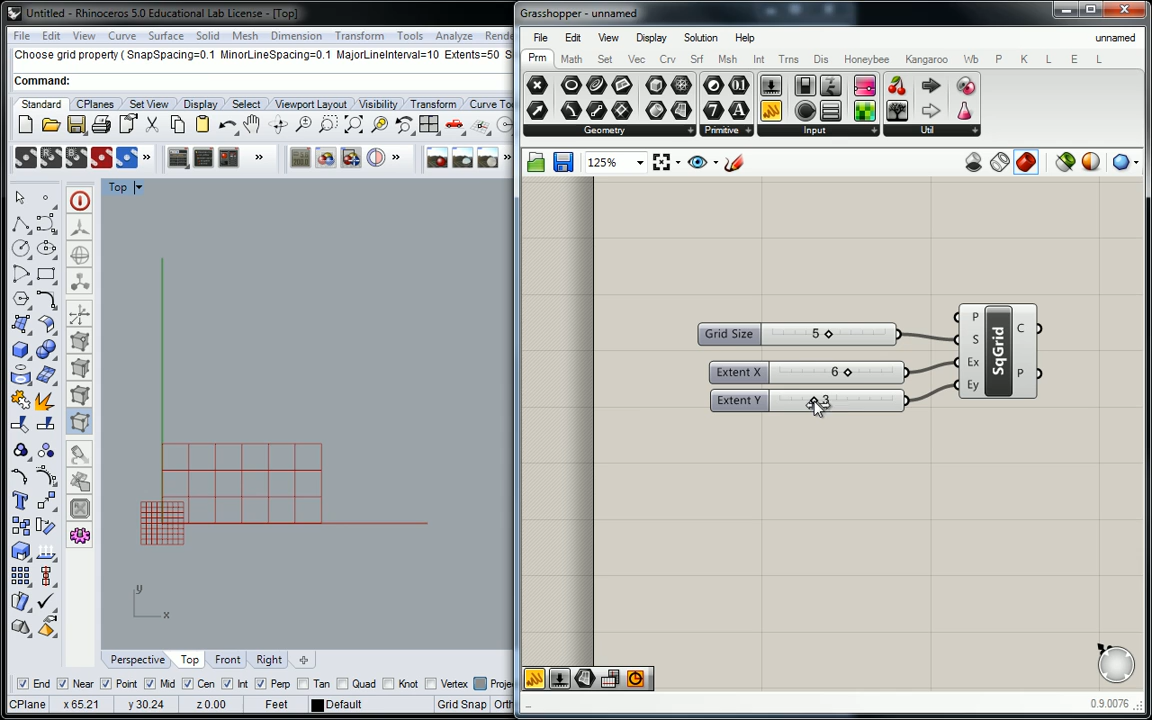 Untitled - Rhinoceros 5.0 Educational Lab License - [Top]
File Edit View Curve Surface Solid Mesh Dimension Transform Tools Analyze Ren
Choose grid property ( SnapSpacing=0.1 MinorLineSpacing=0.1 MajorLineInterval=10 Extents=50 S
Command:
Standard CPlanes Set View Display Select Viewport Layout Visibility Transform Curve Too
Top
y
x
Perspective Top Front Right
End Near Point Mid Cen Int Perp Tan Quad Knot Vertex Proje
CPlane x 65.21 y 30.24 z 0.00 Feet Default Grid Snap Orth
Grasshopper - unnamed
File Edit View Display Solution Help unnamed
Prm Math Set Vec Crv Srf Msh Int Trns Dis Honeybee Kangaroo Wb P K L E L
Geometry Primitive Input Util
125%
Grid Size 5
Extent X 6
Extent Y 3
P
S
Ex
Ey
SqGrid
C
P
0.9.0076